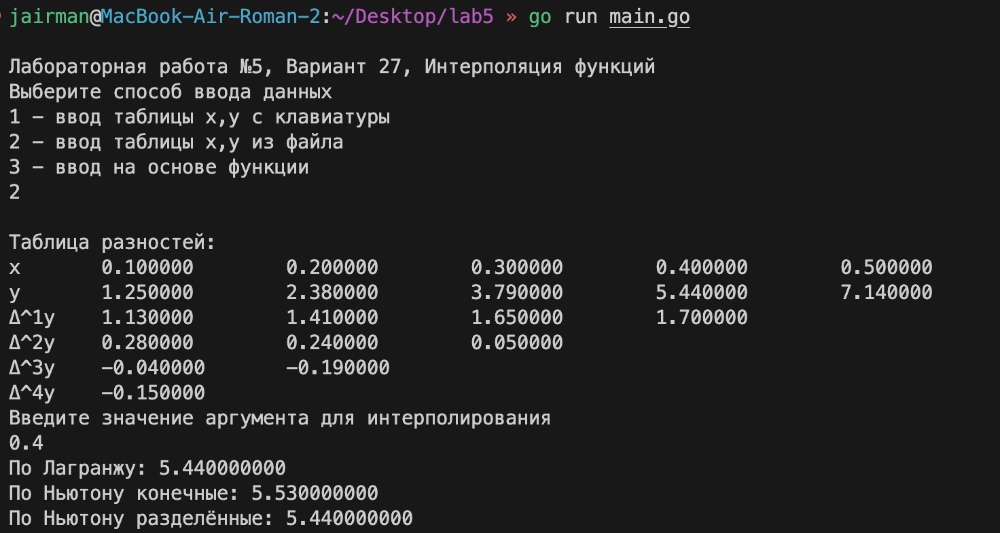 jairman@MacBook-Air-Roman-2:~/Desktop/lab5 » go run main.go
Лабораторная работа №5, Вариант 27, Интерполяция функций
Выберите способ ввода данных
1 – ввод таблицы x,y с клавиатуры
2 – ввод таблицы x,y из файла
3 – ввод на основе функции
2
Таблица разностей:
x 0.100000 0.200000 0.300000 0.400000 0.500000
y 1.250000 2.380000 3.790000 5.440000 7.140000
Δ^1y 1.130000 1.410000 1.650000 1.700000
Δ^2y 0.280000 0.240000 0.050000
Δ^3y -0.040000 -0.190000
Δ^4y -0.150000
Введите значение аргумента для интерполирования
0.4
По Лагранжу: 5.440000000
По Ньютону конечные: 5.530000000
По Ньютону разделённые: 5.440000000